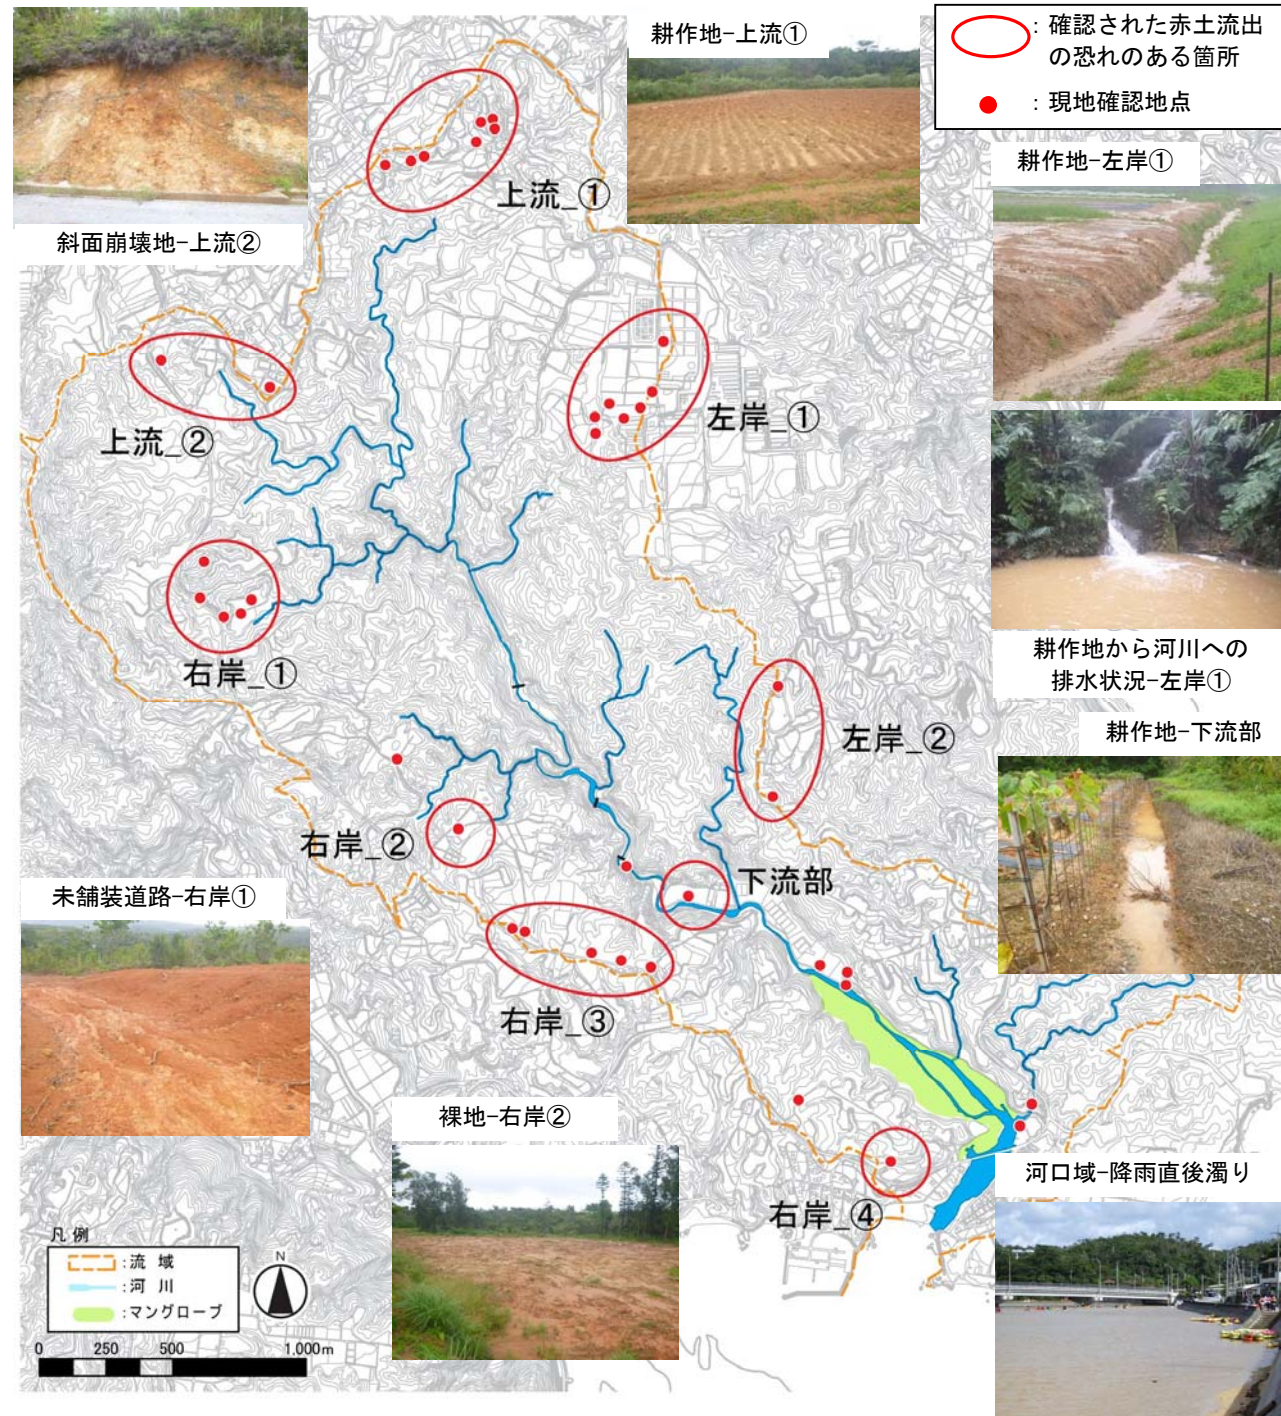 耕作地-上流①
：確認された赤土流出
の恐れのある箇所
：現地確認地点
耕作地-左岸①
上流_①
斜面崩壊地-上流②
上流_②
左岸_①
耕作地から河川への
排水状況-左岸①
右岸_①
左岸_②
耕作地-下流部
右岸_②
下流部
未舗装道路-右岸①
右岸_③
裸地-右岸②
河口域-降雨直後濁り
右岸_④
凡例
：流域
：河川
：マングローブ
N
0 250 500 1,000m